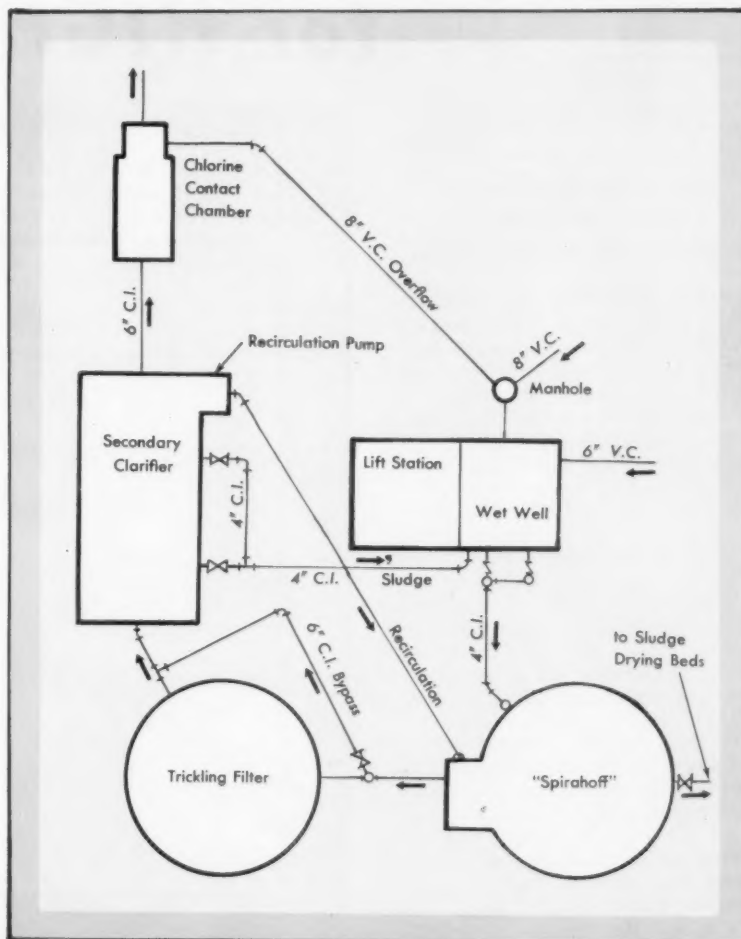 Chlorine
Contact
Chamber
8" V.C. Overflow
6" C.I.
Recirculation Pump
8" V.C.
Manhole
Secondary
Clarifier
Lift Station
6" V.C.
Wet Well
4" C.I.
4" C.I.
Sludge
Recirculation
4" C.I.
6" C.I. Bypass
to Sludge
Drying Beds
Trickling Filter
"Spirahoff"